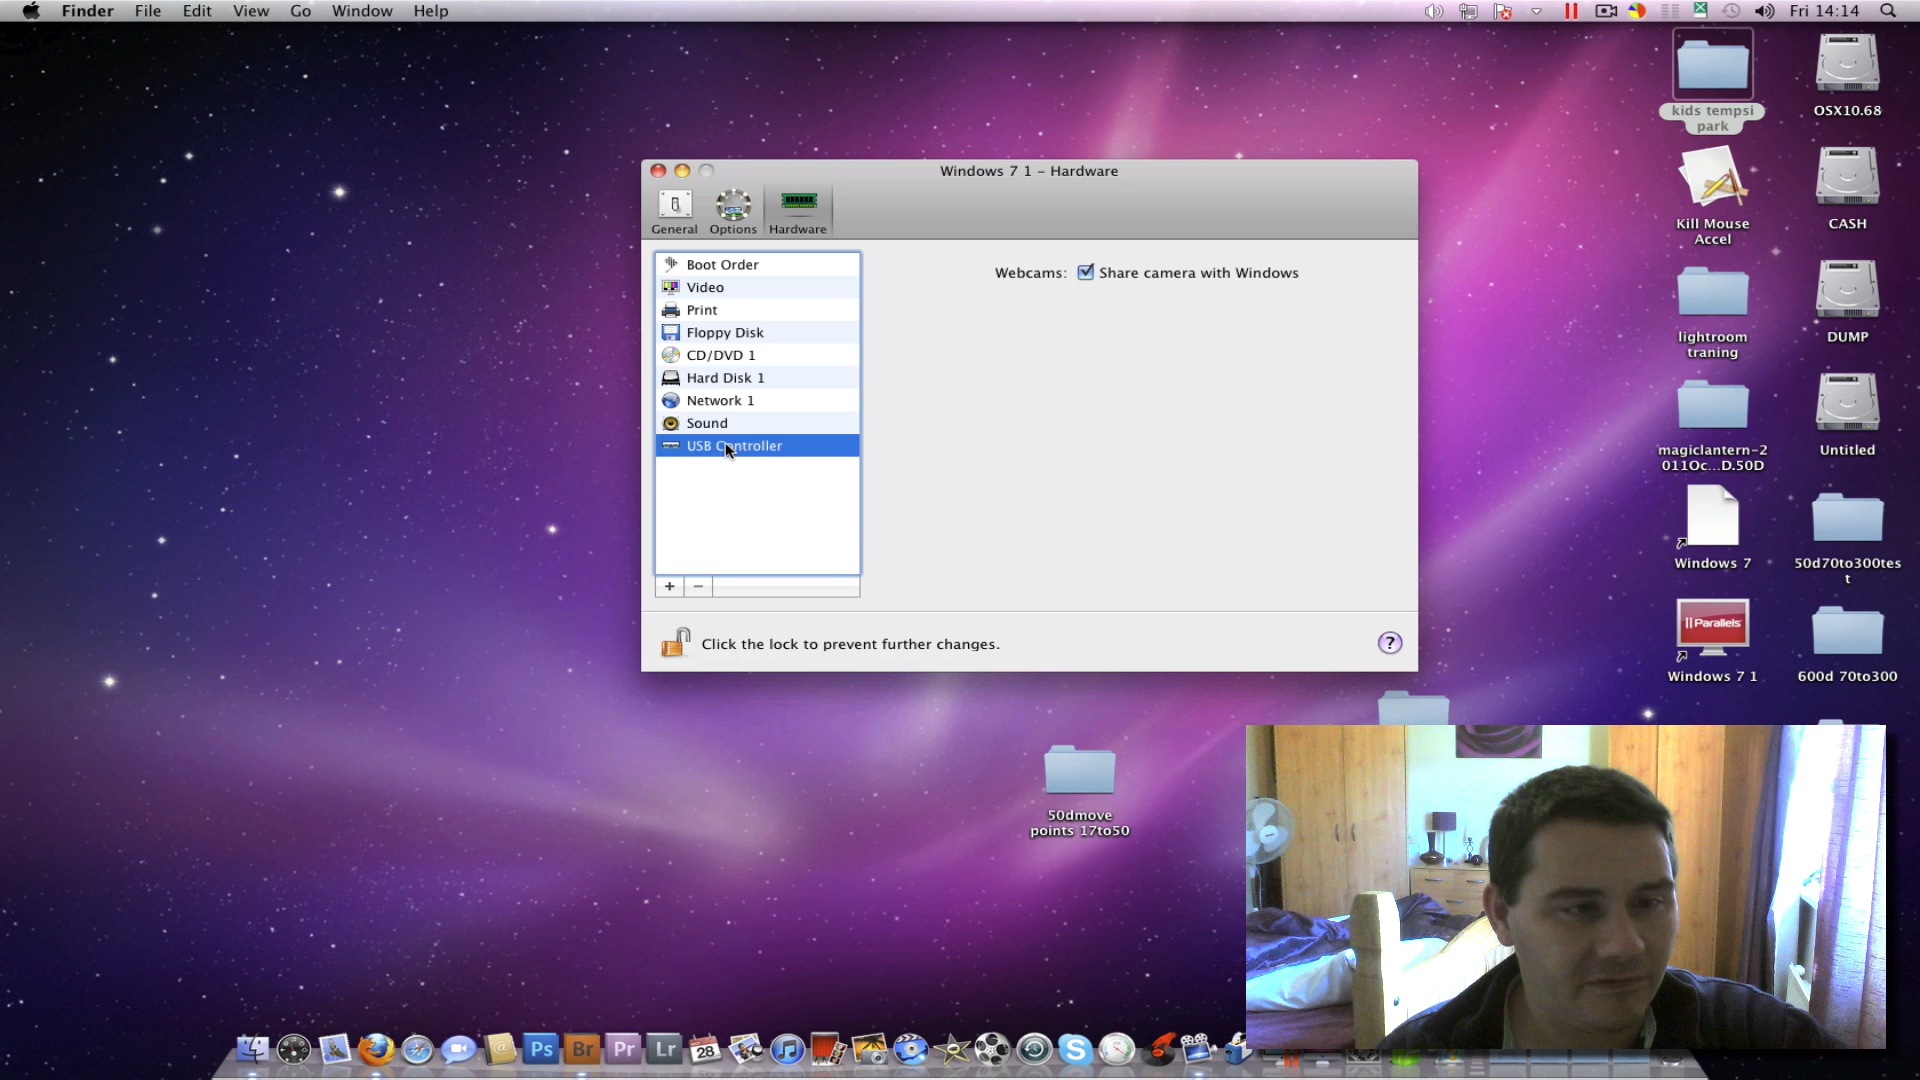 Finder File Edit View Go Window Help
Fri 14:14
kids tempsi
park
OSX10.68
Kill Mouse
Accel
CASH
lightroom
traning
DUMP
magiclantern-2
011Oc...D.50D
Untitled
Windows 7
50d70to300tes
t
|| Parallels
Windows 7 1
600d 70to300
Windows 7 1 – Hardware
General Options Hardware
Boot Order
Video
Print
Floppy Disk
CD/DVD 1
Hard Disk 1
Network 1
Sound
USB Controller
+ −
Webcams: Share camera with Windows
Click the lock to prevent further changes.
?
50dmove
points 17to50
Ps Br Pr Lr 28